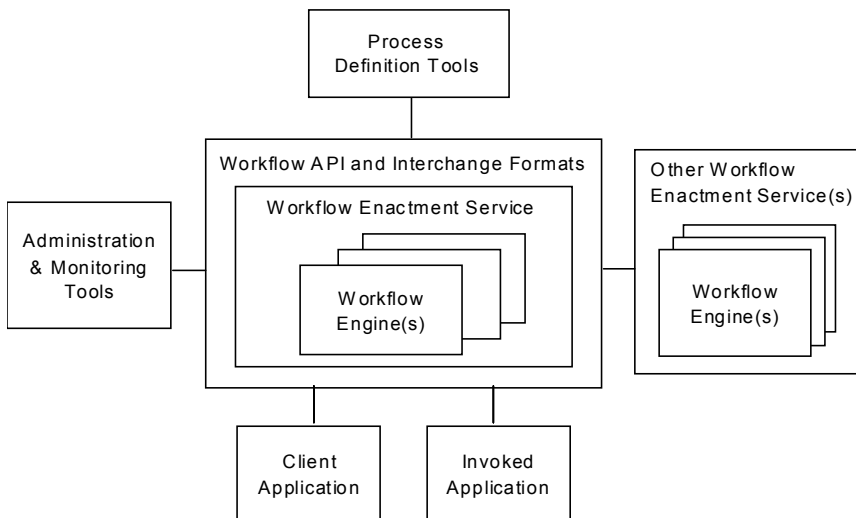 Process
Definition Tools
Workflow API and Interchange Formats
Workflow Enactment Service
Workflow
Engine(s)
Other Workflow
Enactment Service(s)
Workflow
Engine(s)
Administration
& Monitoring
Tools
Client
Application
Invoked
Application